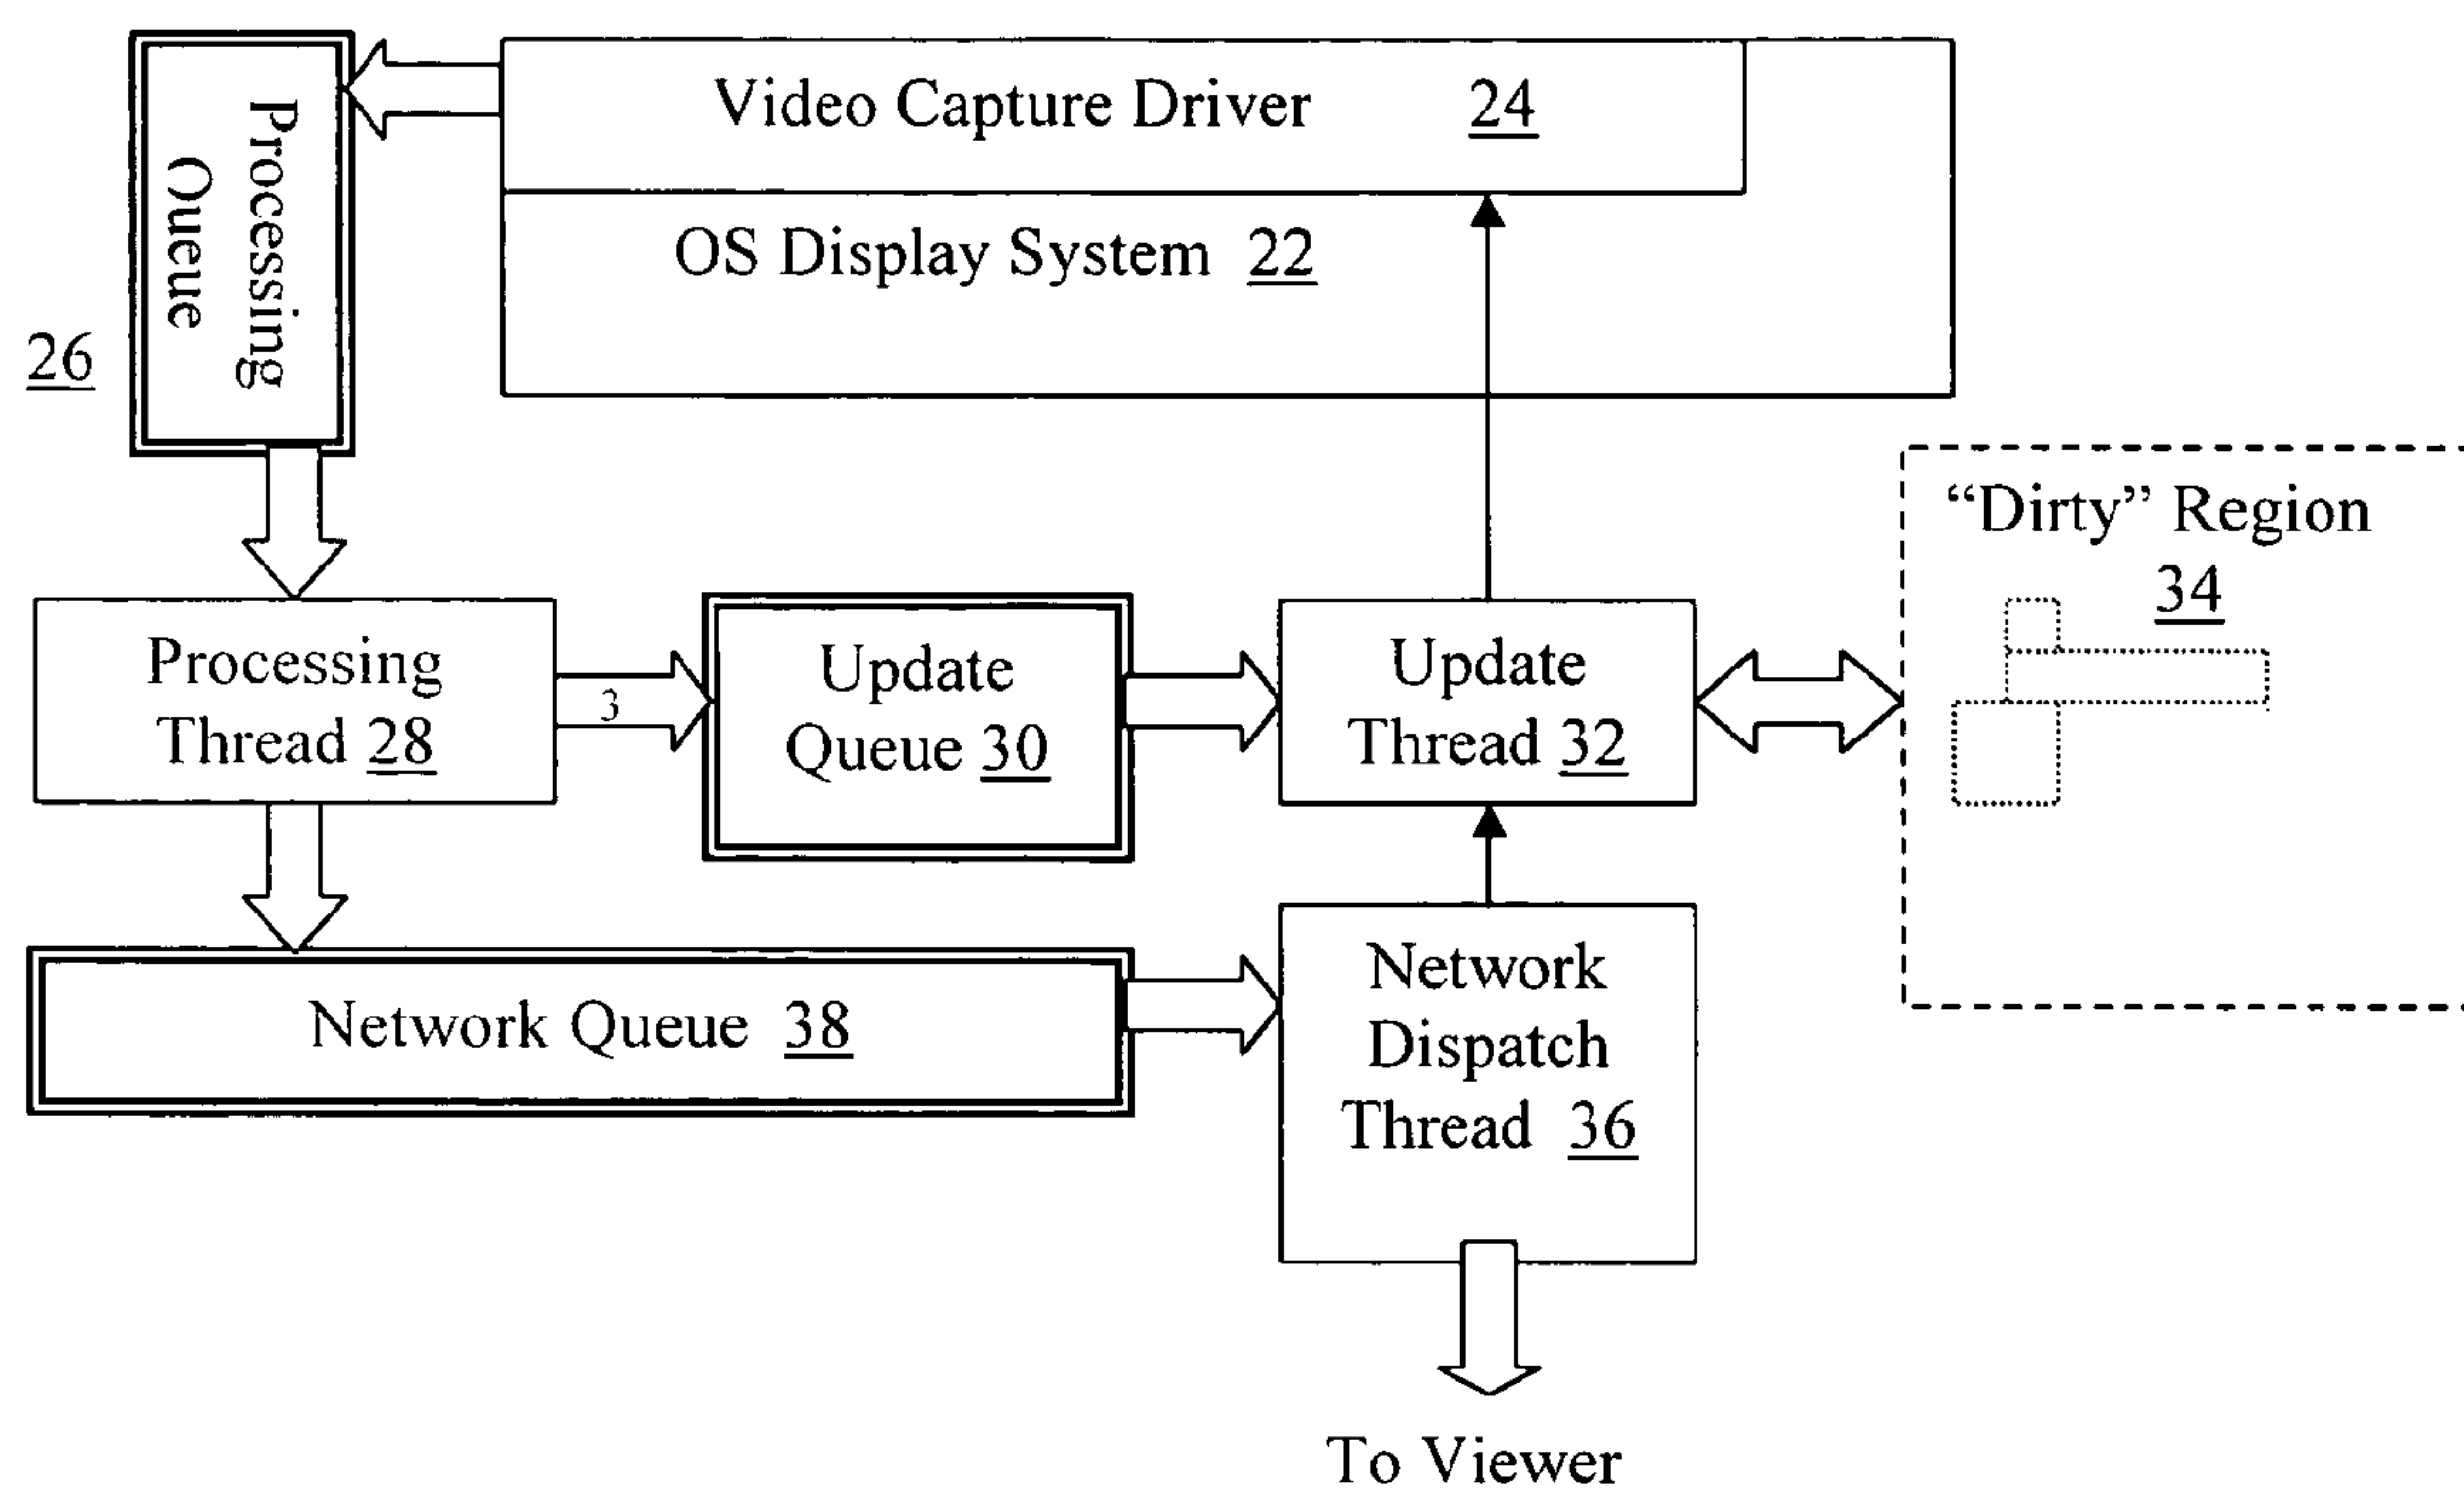 Video Capture Driver 24
Processing
Queue
26
OS Display System 22
“Dirty” Region
34
Processing
Thread 28
3
Update
Queue 30
Update
Thread 32
Network Queue 38
Network
Dispatch
Thread 36
To Viewer